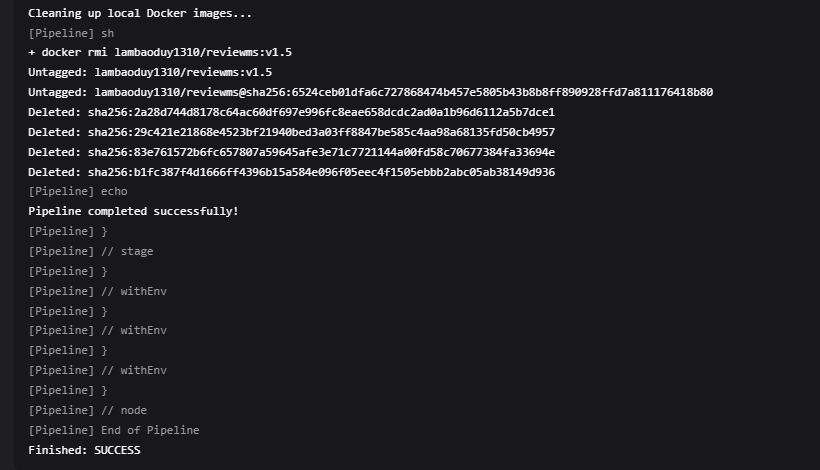 Cleaning up local Docker images...
[Pipeline] sh
+ docker rmi lambaoduy1310/reviewms:v1.5
Untagged: lambaoduy1310/reviewms:v1.5
Untagged: lambaoduy1310/reviewms@sha256:6524ceb01dfa6c727868474b457e5805b43b8b8ff890928ffd7a811176418b80
Deleted: sha256:2a28d744d8178c64ac60df697e996fc8eae658dcdc2ad0a1b96d6112a5b7dce1
Deleted: sha256:29c421e21868e4523bf21940bed3a03ff8847be585c4aa98a68135fd50cb4957
Deleted: sha256:83e761572b6fc657807a59645afe3e71c7721144a00fd58c70677384fa33694e
Deleted: sha256:b1fc387f4d1666ff4396b15a584e096f05eec4f1505ebbb2abc05ab38149d936
[Pipeline] echo
Pipeline completed successfully!
[Pipeline] }
[Pipeline] // stage
[Pipeline] }
[Pipeline] // withEnv
[Pipeline] }
[Pipeline] // withEnv
[Pipeline] }
[Pipeline] // withEnv
[Pipeline] }
[Pipeline] // node
[Pipeline] End of Pipeline
Finished: SUCCESS